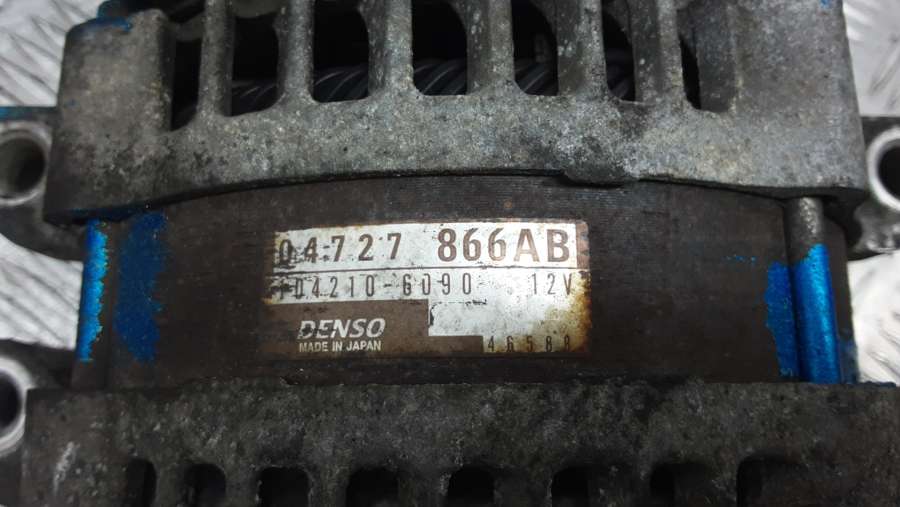 04727 866AB
104210-6090 12V
DENSO
MADE IN JAPAN
46588